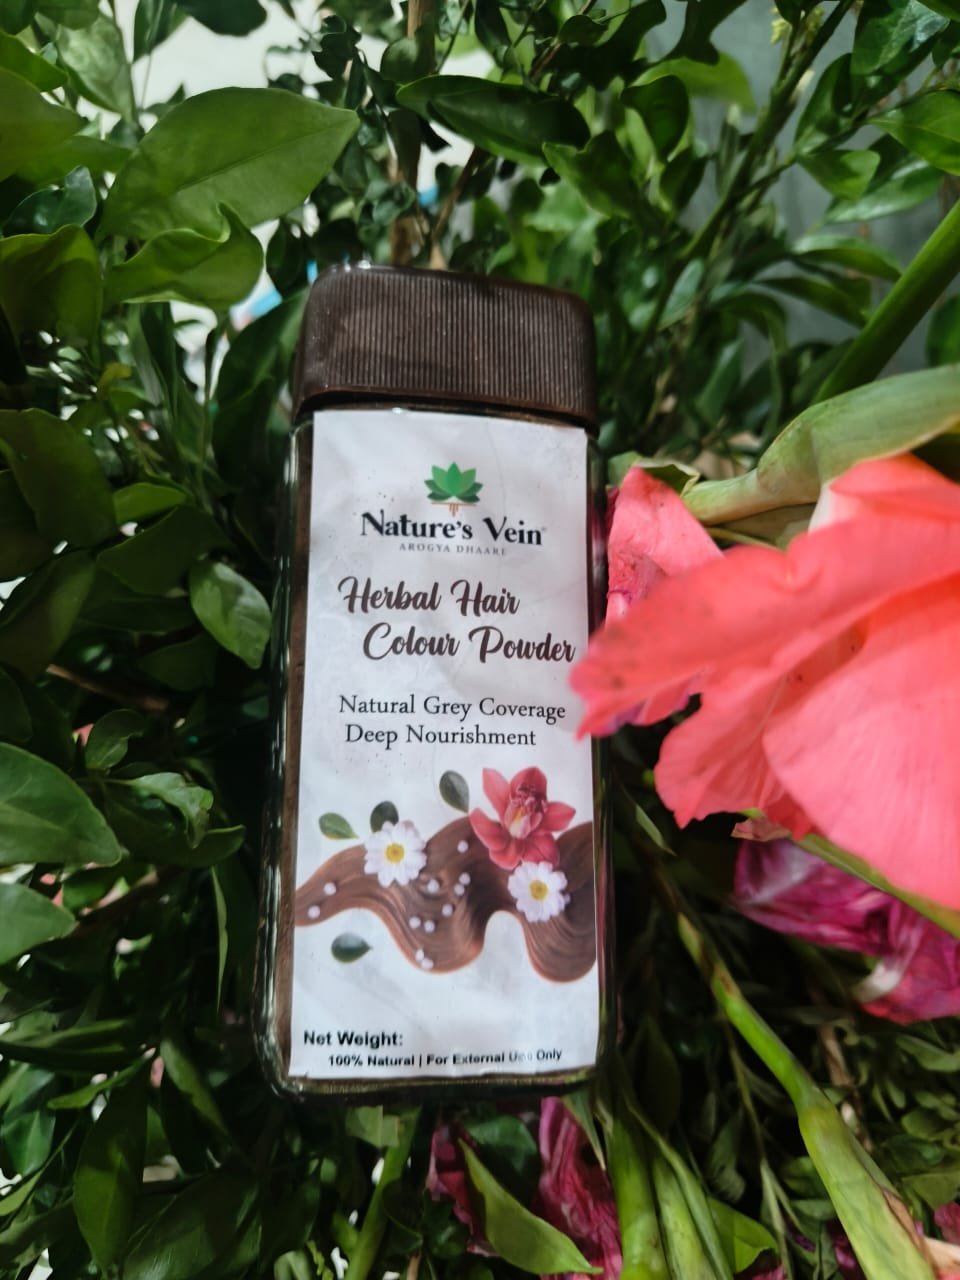 Nature's Vein
AROGYA DHAARE
Herbal Hair
Colour Powder
Natural Grey Coverage
Deep Nourishment
Net Weight:
100% Natural | For External Use Only